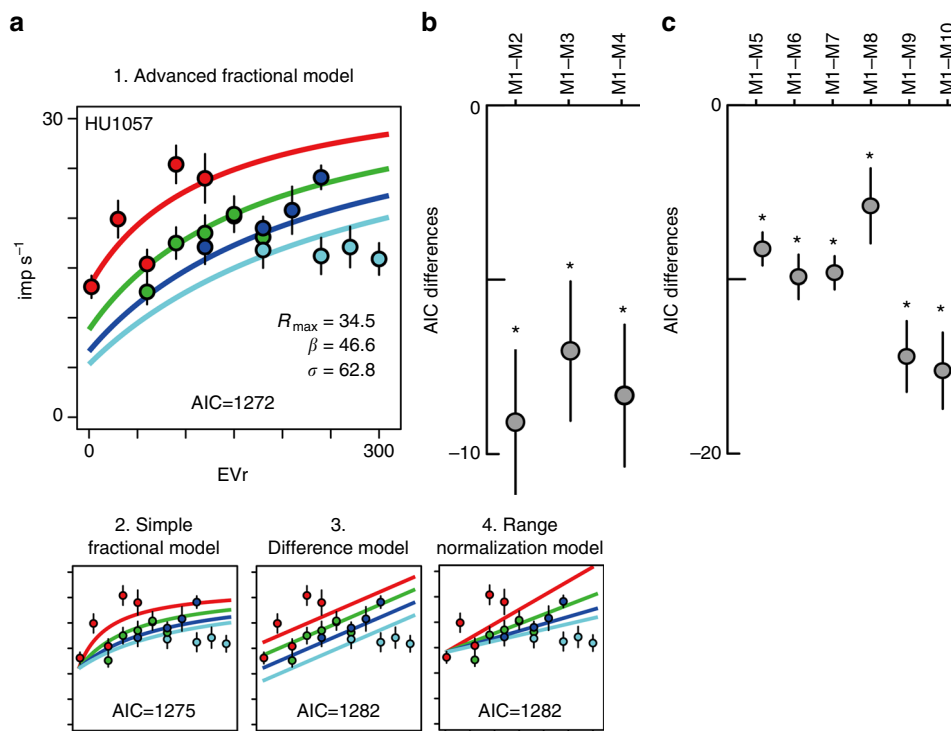 a
1. Advanced fractional model
HU1057
30
0
imp s⁻¹
Rmax = 34.5
β = 46.6
σ = 62.8
AIC=1272
0
300
EVr
2. Simple
fractional model
AIC=1275
3.
Difference model
AIC=1282
4. Range
normalization model
AIC=1282
b
M1–M2
M1–M3
M1–M4
0
–10
AIC differences
*
*
*
c
M1–M5
M1–M6
M1–M7
M1–M8
M1–M9
M1–M10
0
–20
AIC differences
*
*
*
*
*
*